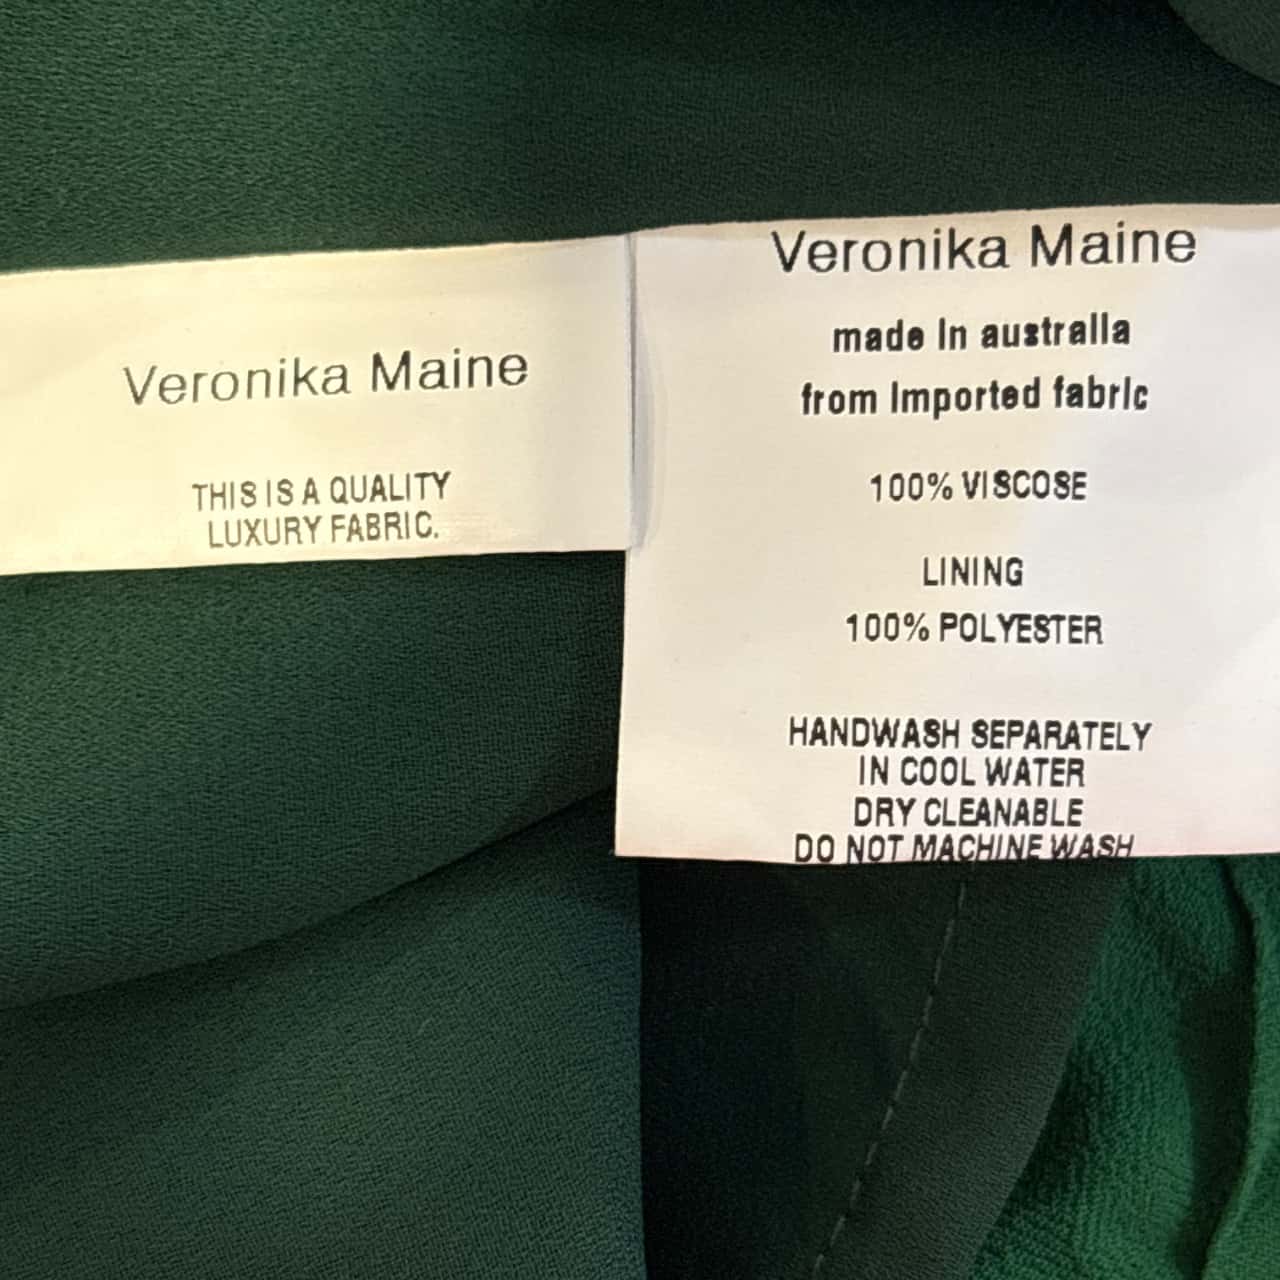 Veronika Maine
THIS IS A QUALITY
LUXURY FABRIC.
Veronika Maine
made In australIa
from Imported fabrIc
100% VISCOSE
LINING
100% POLYESTER
HANDWASH SEPARATELY
IN COOL WATER
DRY CLEANABLE
DO NOT MACHINE WASH